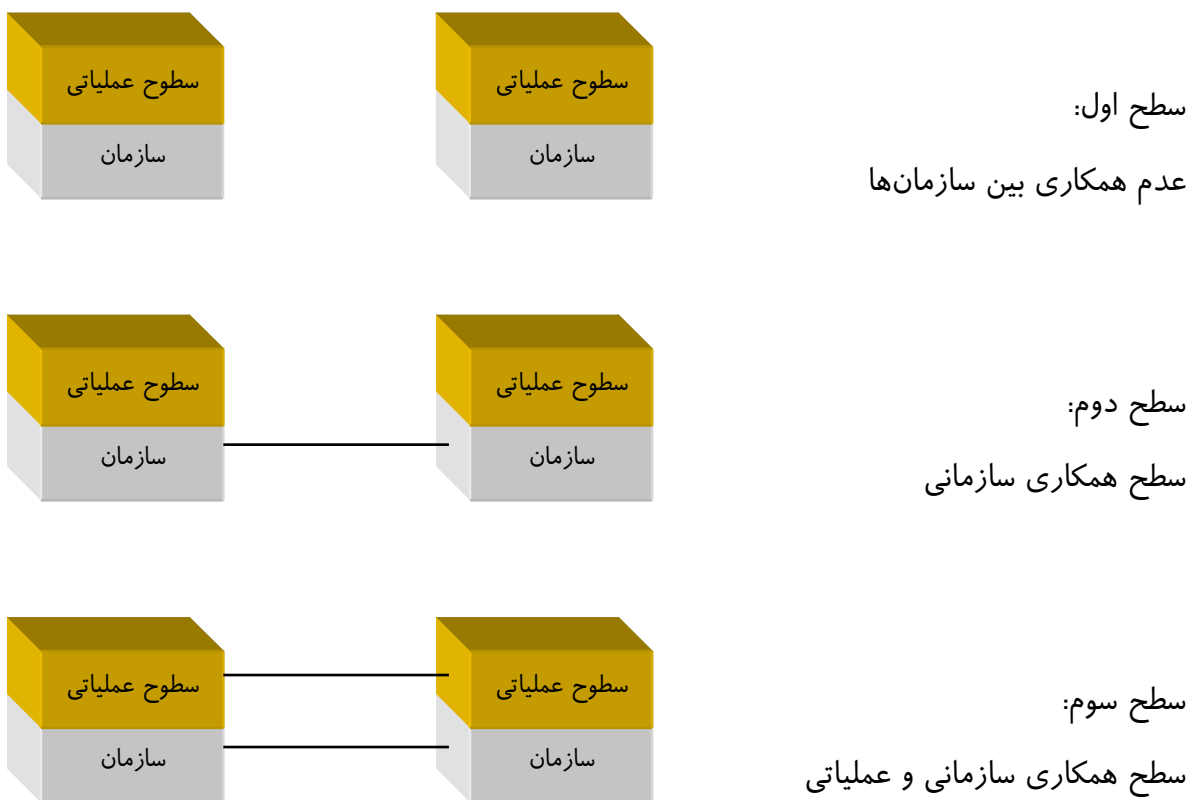 سطح اول:
عدم همکاری بین سازمان‌ها
سطوح عملیاتی
سازمان
سطوح عملیاتی
سازمان
سطح دوم:
سطح همکاری سازمانی
سطوح عملیاتی
سازمان
سطوح عملیاتی
سازمان
سطح سوم:
سطح همکاری سازمانی و عملیاتی
سطوح عملیاتی
سازمان
سطوح عملیاتی
سازمان